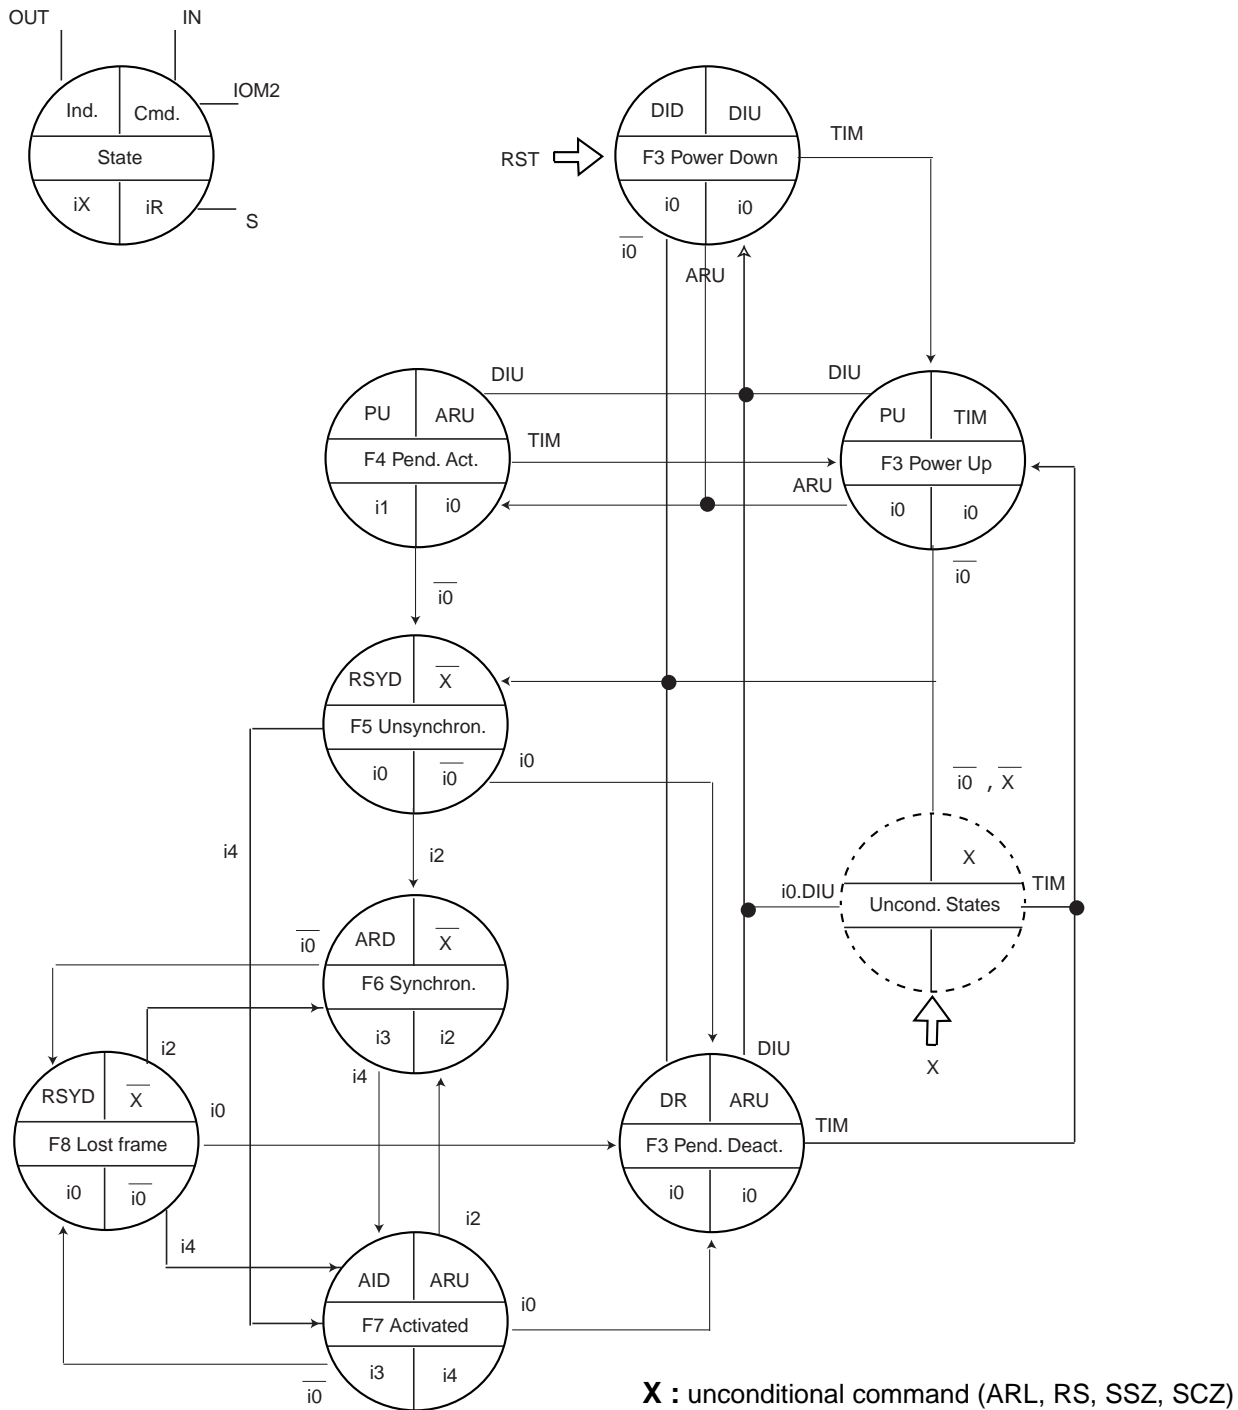 OUT IN
IOM2
Ind. Cmd.
State
iX iR
S
RST
DID DIU
F3 Power Down
i0 i0
TIM
i0
ARU
DIU DIU
PU ARU
TIM
F4 Pend. Act.
i1 i0
PU TIM
F3 Power Up
ARU
i0 i0
i0
i0
RSYD X
F5 Unsynchron.
i0 i0
i0
i0 , X
i4
i2
X
i0.DIU
TIM
Uncond. States
X
i0
ARD X
F6 Synchron.
i3 i2
i2
i4
DIU
RSYD X
i0
F8 Lost frame
i0 i0
DR ARU
TIM
F3 Pend. Deact.
i0 i0
i4
i2
AID ARU
i0
F7 Activated
i3 i4
i0
X : unconditional command (ARL, RS, SSZ, SCZ)